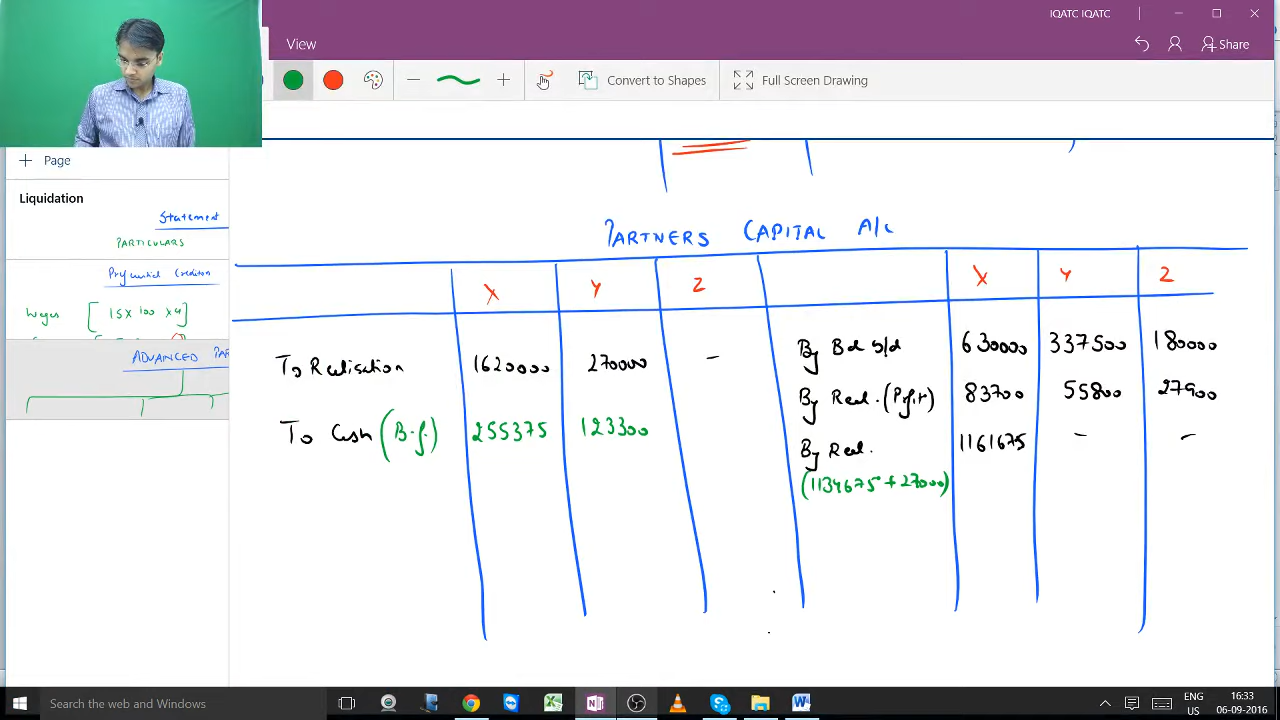 IQATC IQATC
View
Share
Convert to Shapes
Full Screen Drawing
Page
Liquidation
Statement
PARTICULARS
Wages [15 x 100 x 4]
ADVANCED PAR
PARTNERS CAPITAL A/c
X Y Z X Y Z
To Realisation 1620000 270000 — By Bal b/d 630000 337500 180000
By Real. (Profit) 83700 55800 27900
To Cash (B.f.) 255375 123300 By Real. 1161675 — —
(1134675 + 27000)
Search the web and Windows
ENG
US
16:33
06-09-2016